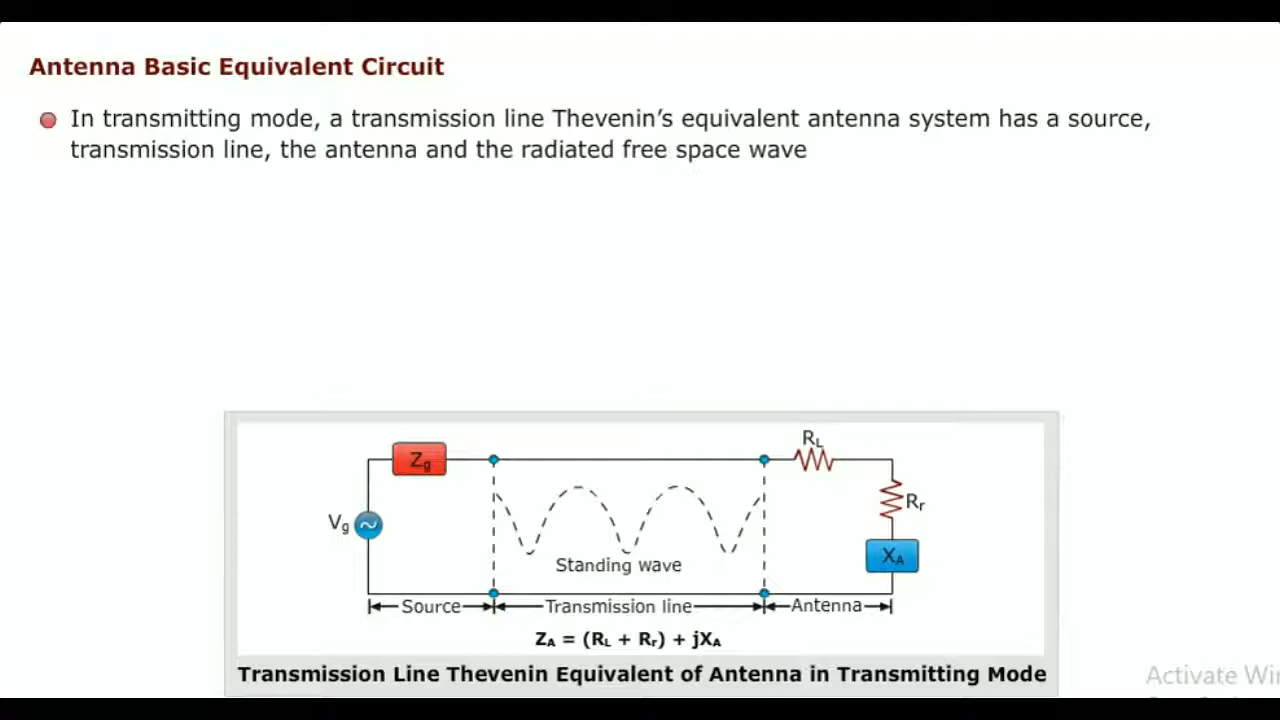 Antenna Basic Equivalent Circuit
In transmitting mode, a transmission line Thevenin’s equivalent antenna system has a source,
transmission line, the antenna and the radiated free space wave
RL
Zg
Rr
Vg
XA
Standing wave
Source
Transmission line
Antenna
ZA = (RL + Rr) + jXA
Transmission Line Thevenin Equivalent of Antenna in Transmitting Mode
Activate